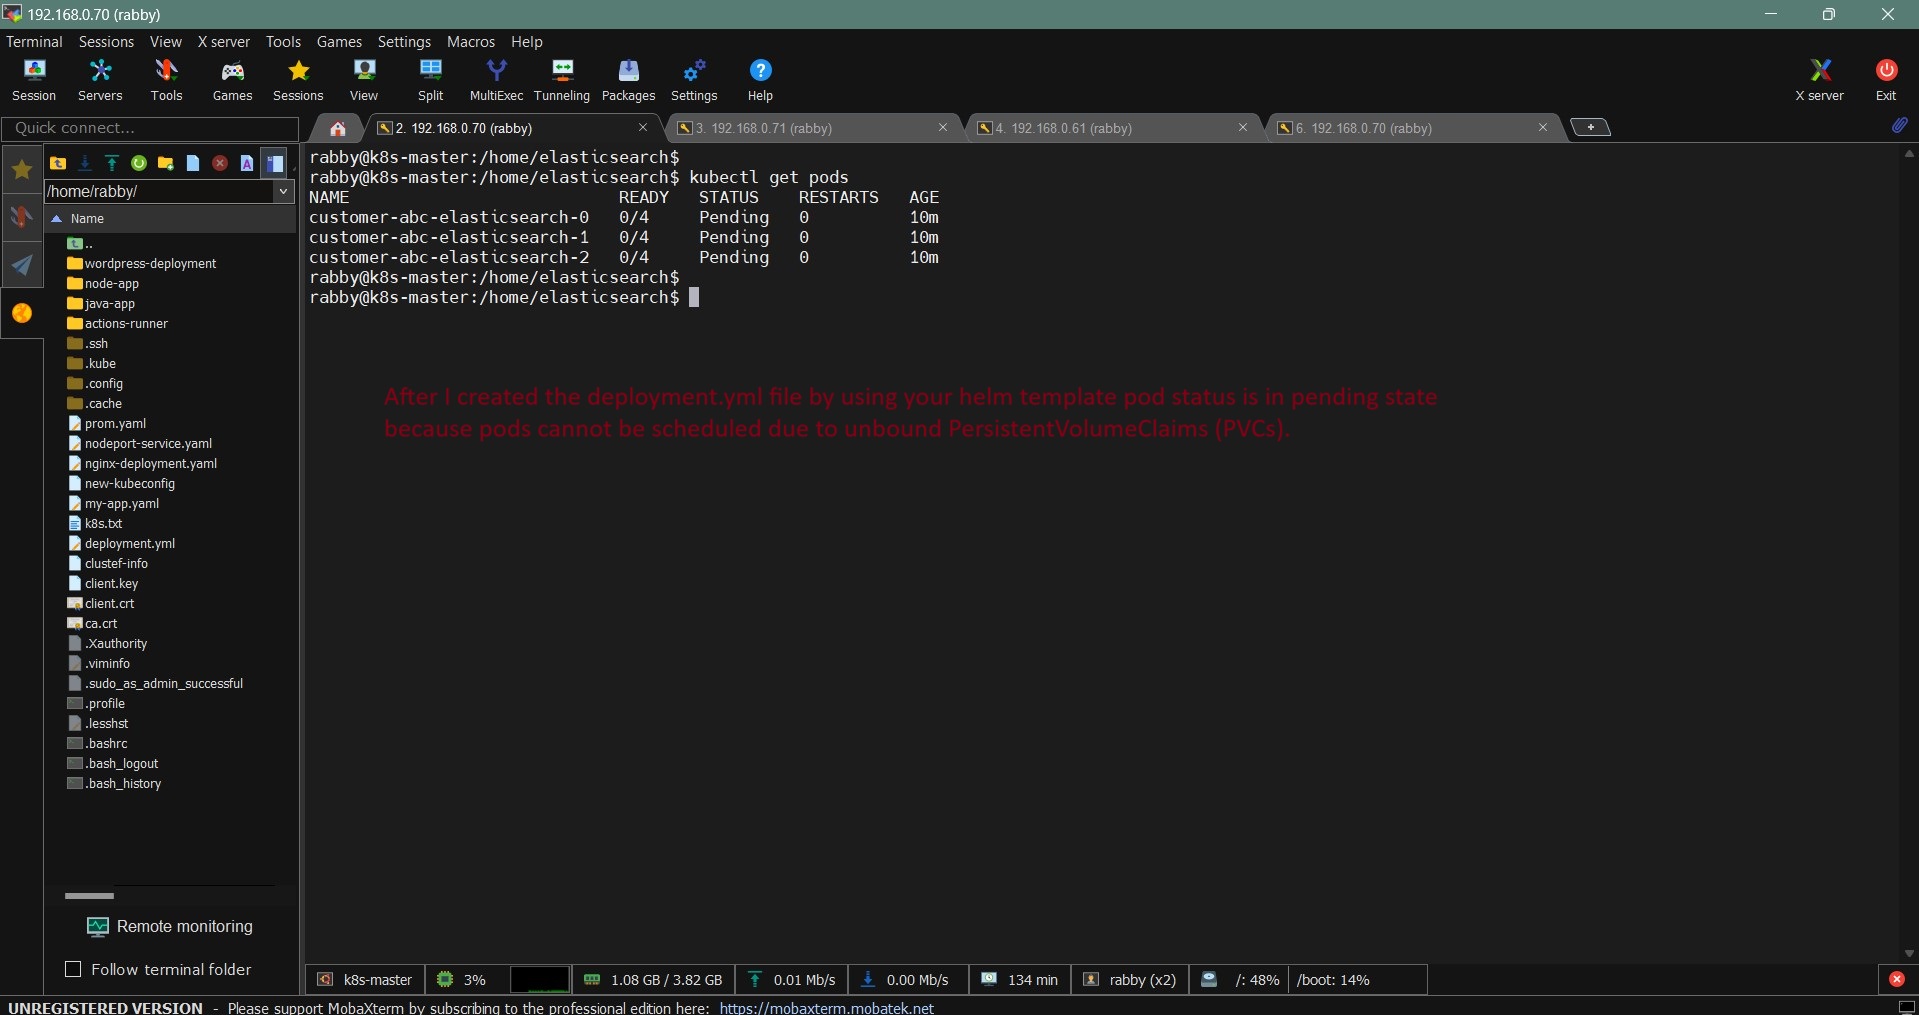 192.168.0.70 (rabby)
Terminal Sessions View X server Tools Games Settings Macros Help
Session Servers Tools Games Sessions View Split MultiExec Tunneling Packages Settings Help X server Exit
Quick connect... 2. 192.168.0.70 (rabby) 3. 192.168.0.71 (rabby) 4. 192.168.0.61 (rabby) 6. 192.168.0.70 (rabby)
/home/rabby/
Name
..
wordpress-deployment
node-app
java-app
actions-runner
.ssh
.kube
.config
.cache
prom.yaml
nodeport-service.yaml
nginx-deployment.yaml
new-kubeconfig
my-app.yaml
k8s.txt
deployment.yml
clustef-info
client.key
client.crt
ca.crt
.Xauthority
.viminfo
.sudo_as_admin_successful
.profile
.lesshst
.bashrc
.bash_logout
.bash_history
Remote monitoring
Follow terminal folder
rabby@k8s-master:/home/elasticsearch$
rabby@k8s-master:/home/elasticsearch$ kubectl get pods
NAME READY STATUS RESTARTS AGE
customer-abc-elasticsearch-0 0/4 Pending 0 10m
customer-abc-elasticsearch-1 0/4 Pending 0 10m
customer-abc-elasticsearch-2 0/4 Pending 0 10m
rabby@k8s-master:/home/elasticsearch$
rabby@k8s-master:/home/elasticsearch$
After I created the deployment.yml file by using your helm template pod status is in pending state
because pods cannot be scheduled due to unbound PersistentVolumeClaims (PVCs).
k8s-master 3% 1.08 GB / 3.82 GB 0.01 Mb/s 0.00 Mb/s 134 min rabby (x2) /: 48% /boot: 14%
UNREGISTERED VERSION - Please support MobaXterm by subscribing to the professional edition here: https://mobaxterm.mobatek.net